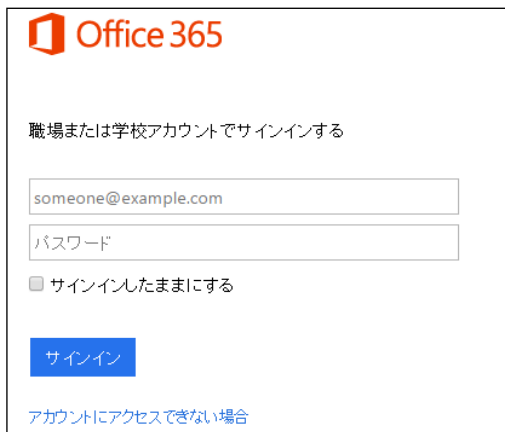 Office 365
職場または学校アカウントでサインインする
someone@example.com
パスワード
サインインしたままにする
サインイン
アカウントにアクセスできない場合